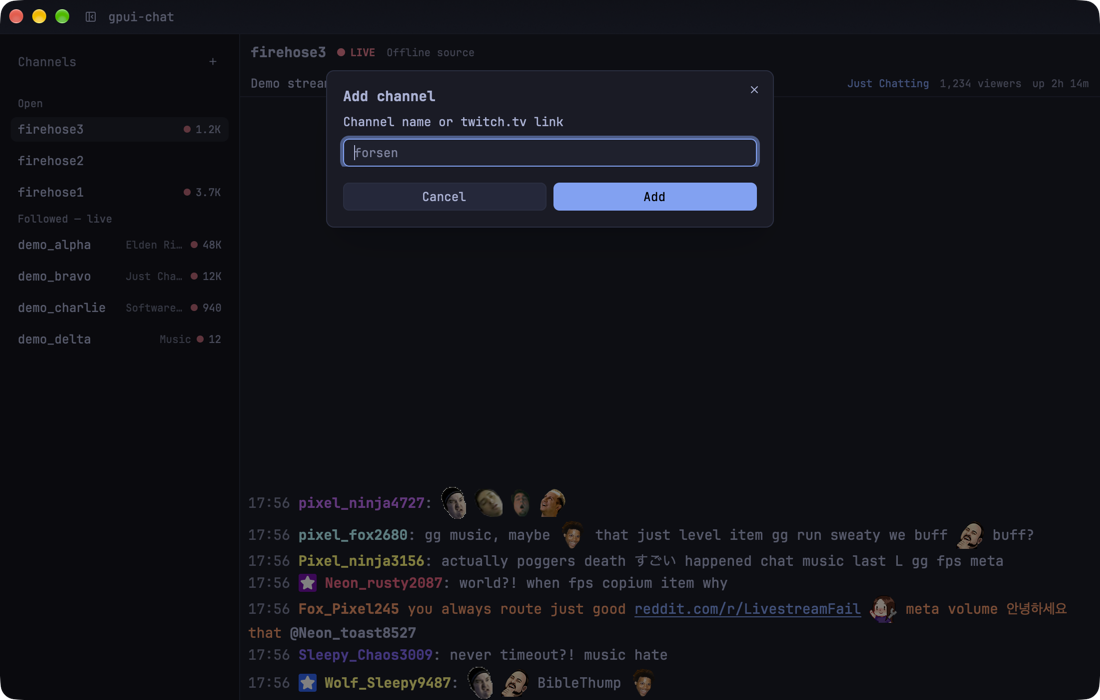 gpui-chat
Channels +
Open
firehose3 1.2K
firehose2
firehose1 3.7K
Followed — live
demo_alpha Elden Ri… 48K
demo_bravo Just Cha… 12K
demo_charlie Software… 940
demo_delta Music 12
firehose3 LIVE Offline source
Demo strea
Just Chatting 1,234 viewers up 2h 14m
Add channel
Channel name or twitch.tv link
forsen
Cancel Add
17:56 pixel_ninja4727:
17:56 pixel_fox2680: gg music, maybe that just level item gg run sweaty we buff buff?
17:56 Pixel_ninja3156: actually poggers death すごい happened chat music last L gg fps meta
17:56 Neon_rusty2087: world?! when fps copium item why
17:56 Fox_Pixel245 you always route just good reddit.com/r/LivestreamFail meta volume 안녕하세요
that @Neon_toast8527
17:56 Sleepy_Chaos3009: never timeout?! music hate
17:56 Wolf_Sleepy9487: BibleThump